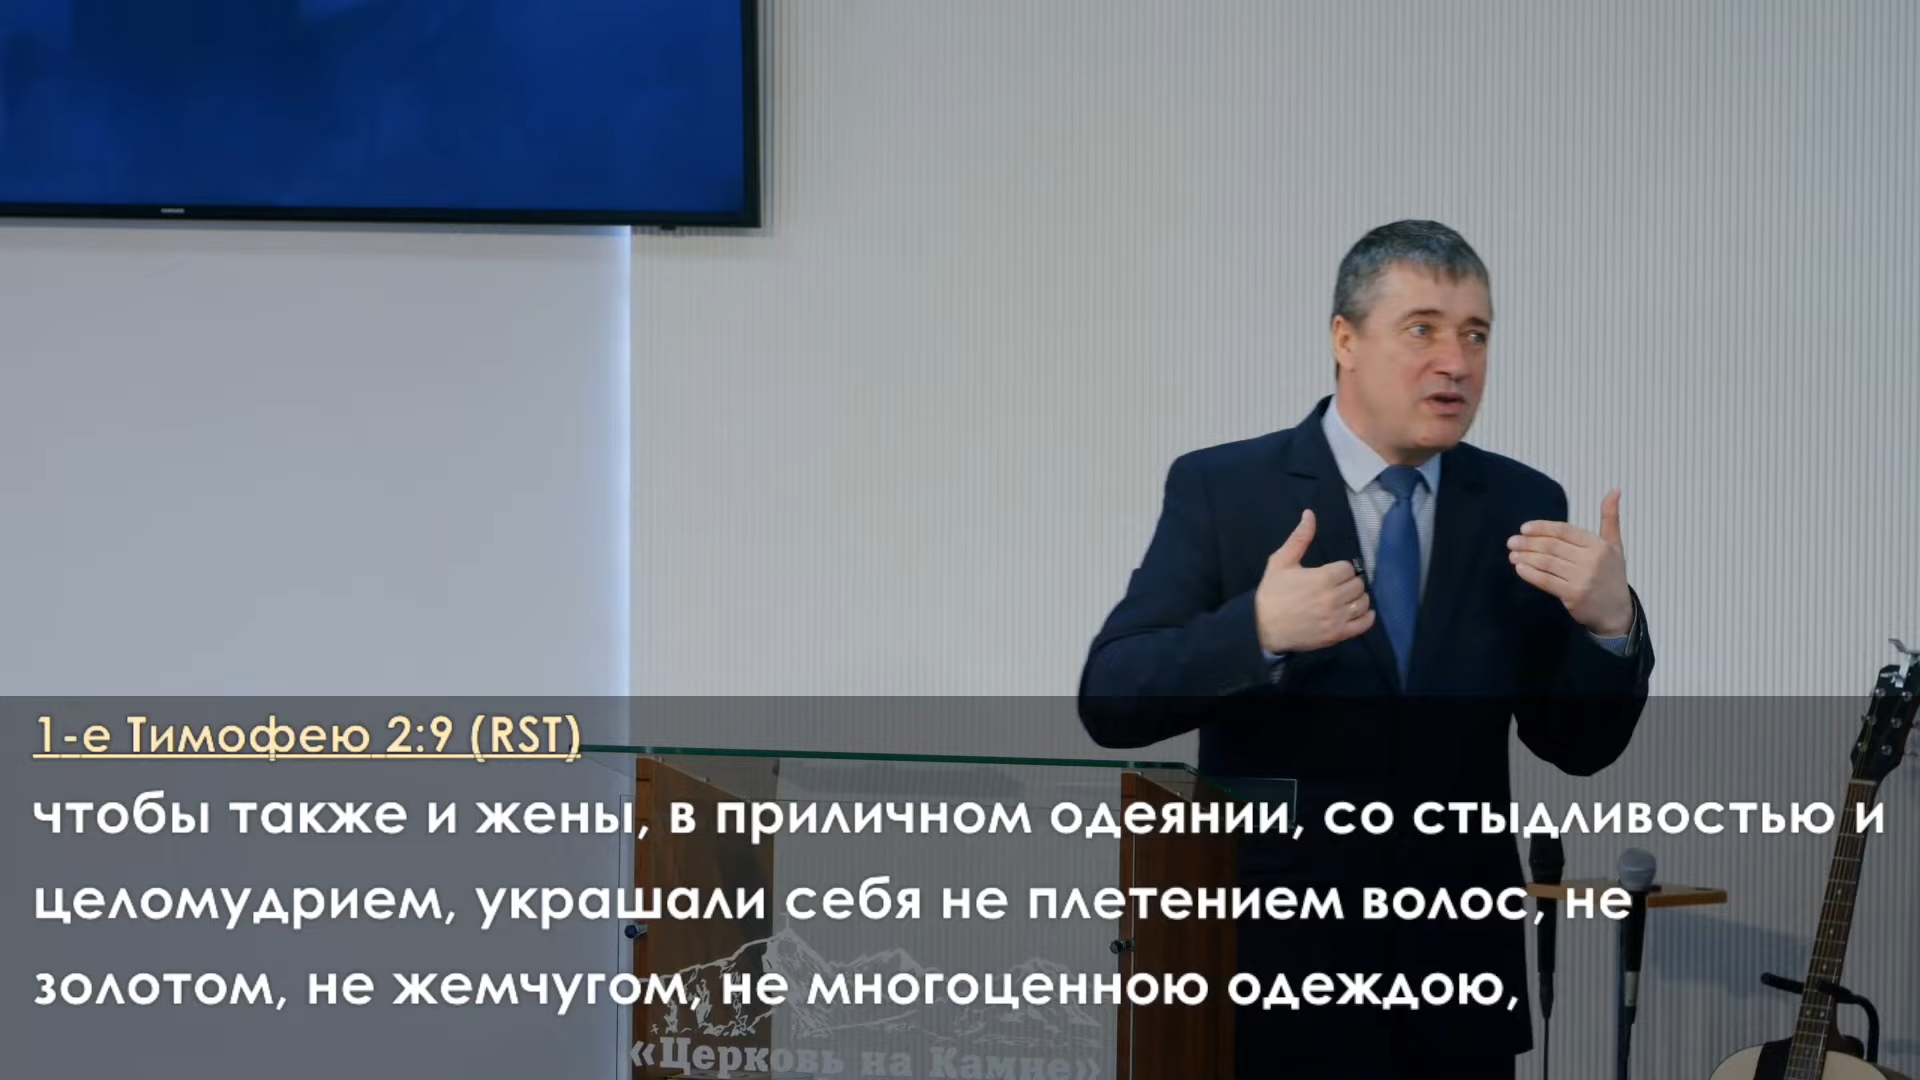 1-е Тимофею 2:9 (RST)
чтобы также и жены, в приличном одеянии, со стыдливостью и
целомудрием, украшали себя не плетением волос, не
золотом, не жемчугом, не многоценною одеждою,
«Церковь на Камне»